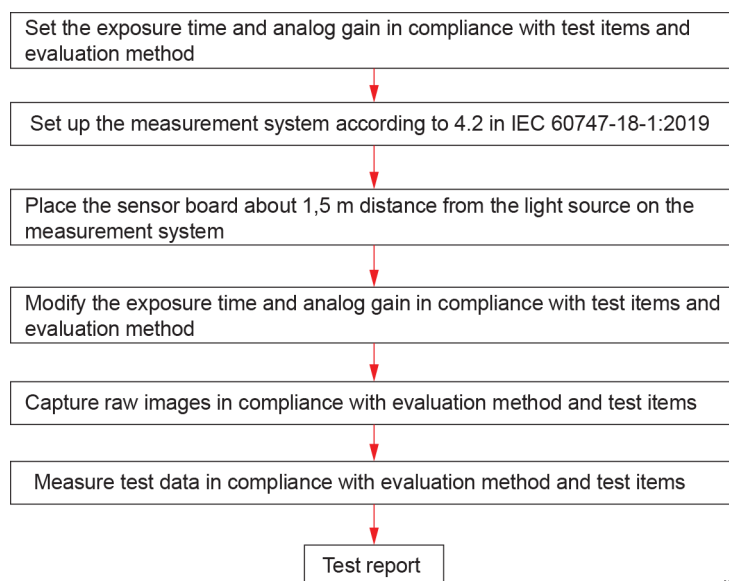 Set the exposure time and analog gain in compliance with test items and
evaluation method
Set up the measurement system according to 4.2 in IEC 60747-18-1:2019
Place the sensor board about 1,5 m distance from the light source on the
measurement system
Modify the exposure time and analog gain in compliance with test items and
evaluation method
Capture raw images in compliance with evaluation method and test items
Measure test data in compliance with evaluation method and test items
Test report